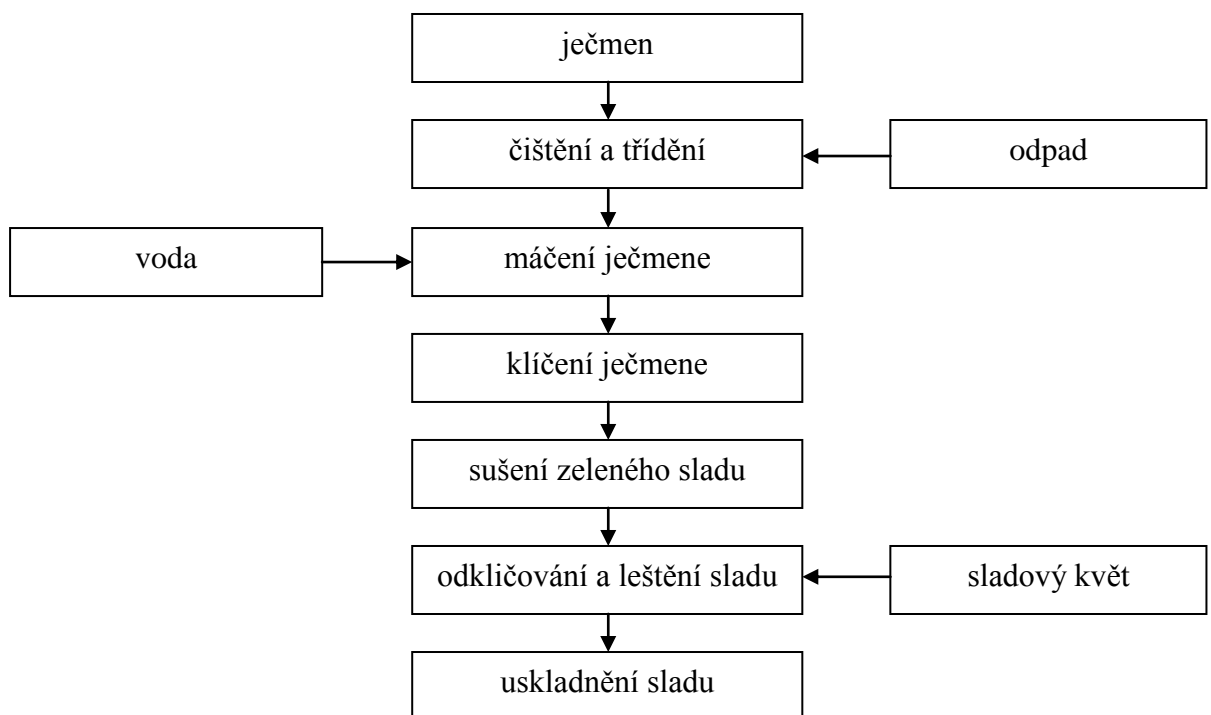 ječmen
čištění a třídění
odpad
voda
máčení ječmene
klíčení ječmene
sušení zeleného sladu
odkličování a leštění sladu
sladový květ
uskladnění sladu